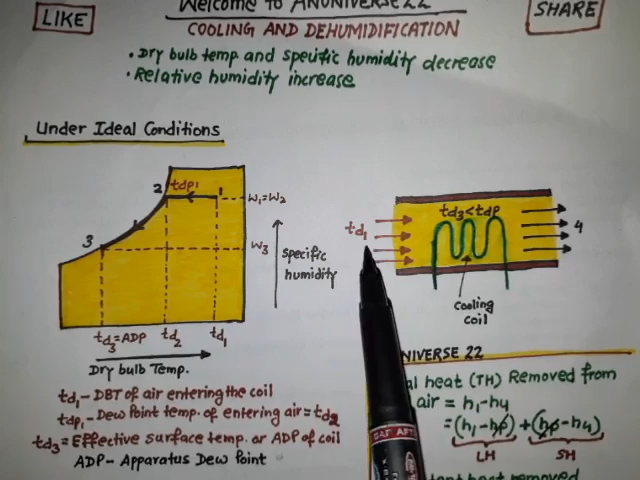 LIKE
Welcome to ANUNIVERSE 22
SHARE
COOLING AND DEHUMIDIFICATION
• Dry bulb temp and specific humidity decrease
• Relative humidity increase
Under Ideal Conditions
2 tdp1 1
W1=W2
3
W3
specific
humidity
td3=ADP td2 td1
Dry bulb Temp.
td1 - DBT of air entering the coil
tdp1 - Dew Point temp. of entering air = td2
td3 = Effective surface temp. or ADP of coil
ADP - Apparatus Dew Point
td1
td3<tdp
4
Cooling
coil
NIVERSE 22
al heat (TH) Removed from
air = h1-h4
+
LH SH
heat removed